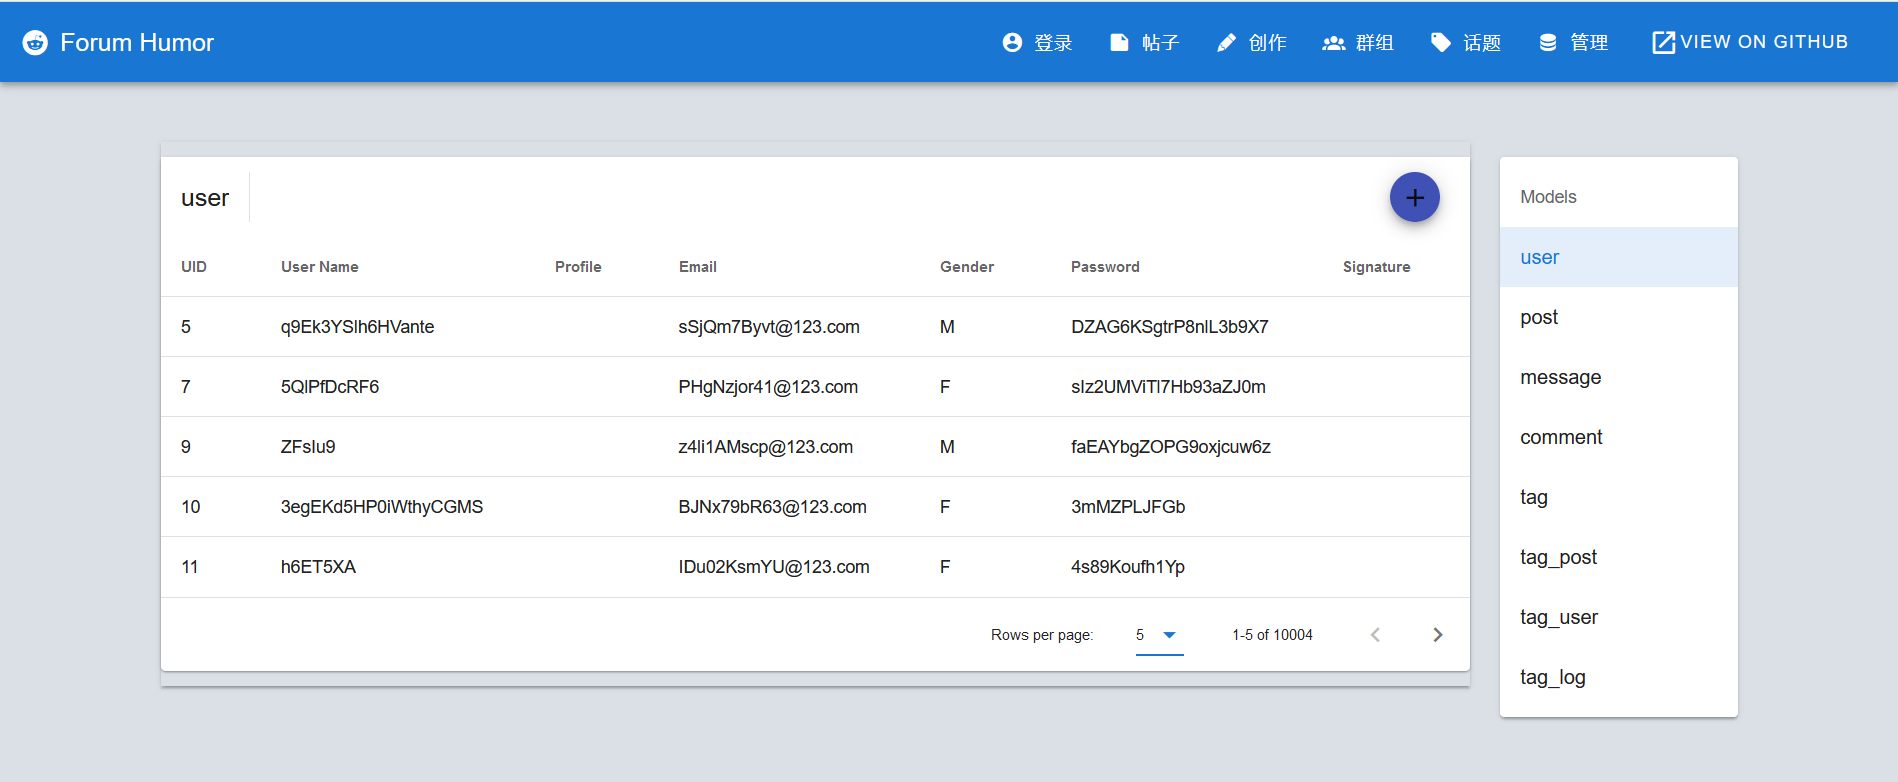 Forum Humor 登录 帖子 创作 群组 话题 管理 VIEW ON GITHUB
user
UID User Name Profile Email Gender Password Signature
5 q9Ek3YSlh6HVante sSjQm7Byvt@123.com M DZAG6KSgtrP8nlL3b9X7
7 5QlPfDcRF6 PHgNzjor41@123.com F slz2UMViTl7Hb93aZJ0m
9 ZFslu9 z4li1AMscp@123.com M faEAYbgZOPG9oxjcuw6z
10 3egEKd5HP0iWthyCGMS BJNx79bR63@123.com F 3mMZPLJFGb
11 h6ET5XA IDu02KsmYU@123.com F 4s89Koufh1Yp
Rows per page: 5 1-5 of 10004
Models
user
post
message
comment
tag
tag_post
tag_user
tag_log